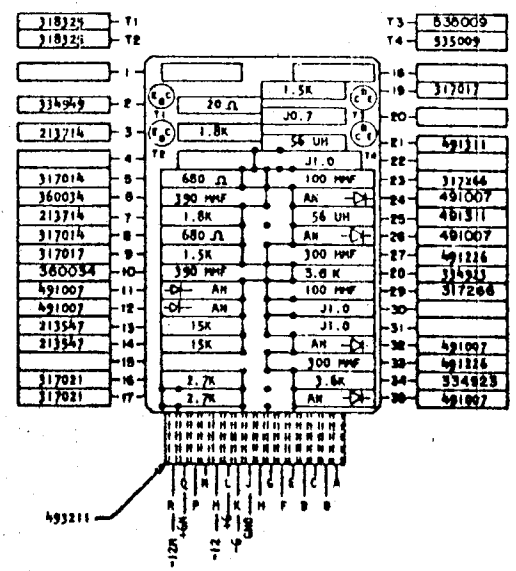 318324 T1
318324 T2
T3 838009
T4 535009
1
334949 2
213714 3
4
317014 5
360034 6
213714 7
317014 8
317017 9
360034 10
491007 11
491007 12
213547 13
213547 14
15
317021 16
317021 17
18
19 317017
20
21 491311
22
23 317266
24 491007
25 491311
26 491007
27 491226
28 334923
29 317266
30
31
32 491007
33 491226
34 334923
35 491007
E B C
T1
20 Ω
1.8K
E B C
T2
680 Ω
390 MMF
1.8K
680 Ω
1.5K
390 MMF
AN
AN
15K
15K
2.7K
2.7K
1.5K
J0.7
56 UH
J1.0
T4
100 MMF
AN
56 UH
AN
300 MMF
3.6K
100 MMF
J1.0
J1.0
AN
300 MMF
3.6K
AN
Q N L J G E C A
R P M K H F
493211
-12
-6
GND